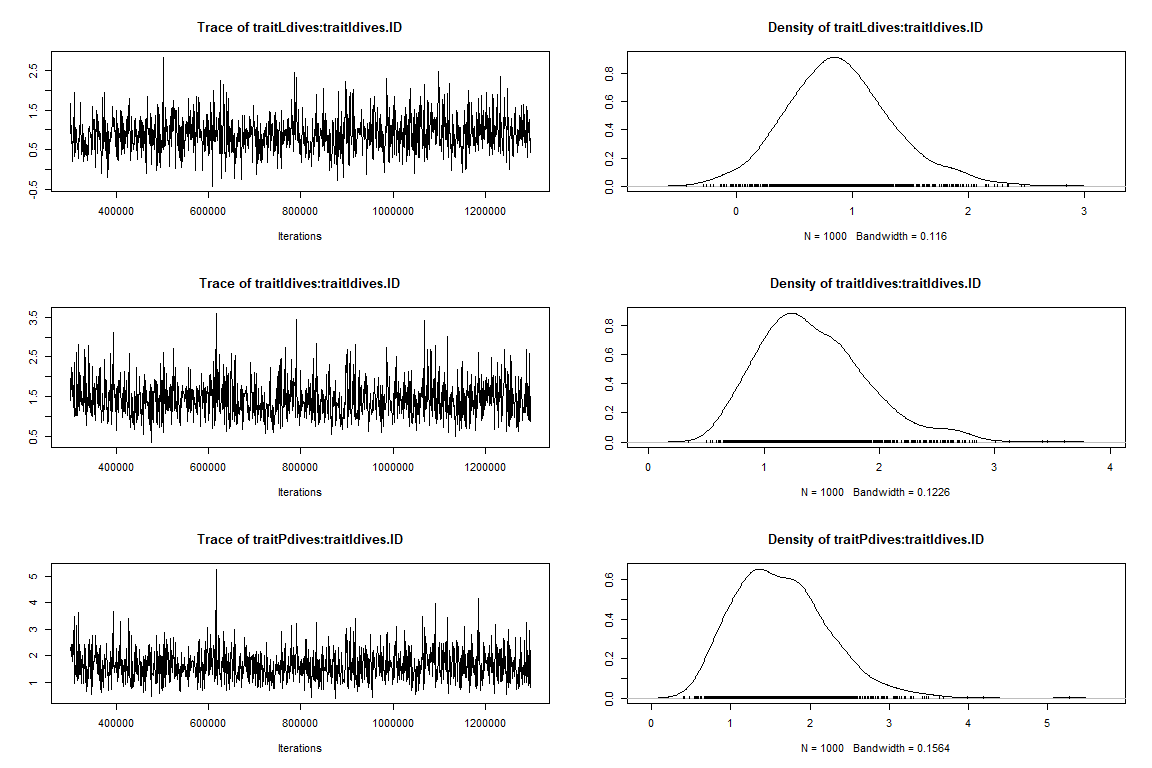 Trace of traitLdives:traitIdives.ID
2.5
1.5
0.5
-0.5
400000 600000 800000 1000000 1200000
Iterations
Density of traitLdives:traitIdives.ID
0.8
0.6
0.4
0.2
0.0
0 1 2 3
N = 1000 Bandwidth = 0.116
Trace of traitIdives:traitIdives.ID
3.5
2.5
1.5
0.5
400000 600000 800000 1000000 1200000
Iterations
Density of traitIdives:traitIdives.ID
0.8
0.6
0.4
0.2
0.0
0 1 2 3 4
N = 1000 Bandwidth = 0.1226
Trace of traitPdives:traitIdives.ID
5
4
3
2
1
400000 600000 800000 1000000 1200000
Iterations
Density of traitPdives:traitIdives.ID
0.6
0.4
0.2
0.0
0 1 2 3 4 5
N = 1000 Bandwidth = 0.1564